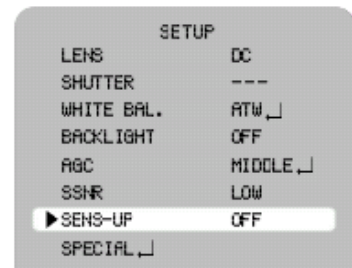 SETUP
LENS DC
SHUTTER ---
WHITE BAL. ATW↵
BACKLIGHT OFF
AGC MIDDLE↵
SSNR LOW
▶SENS-UP OFF
SPECIAL↵